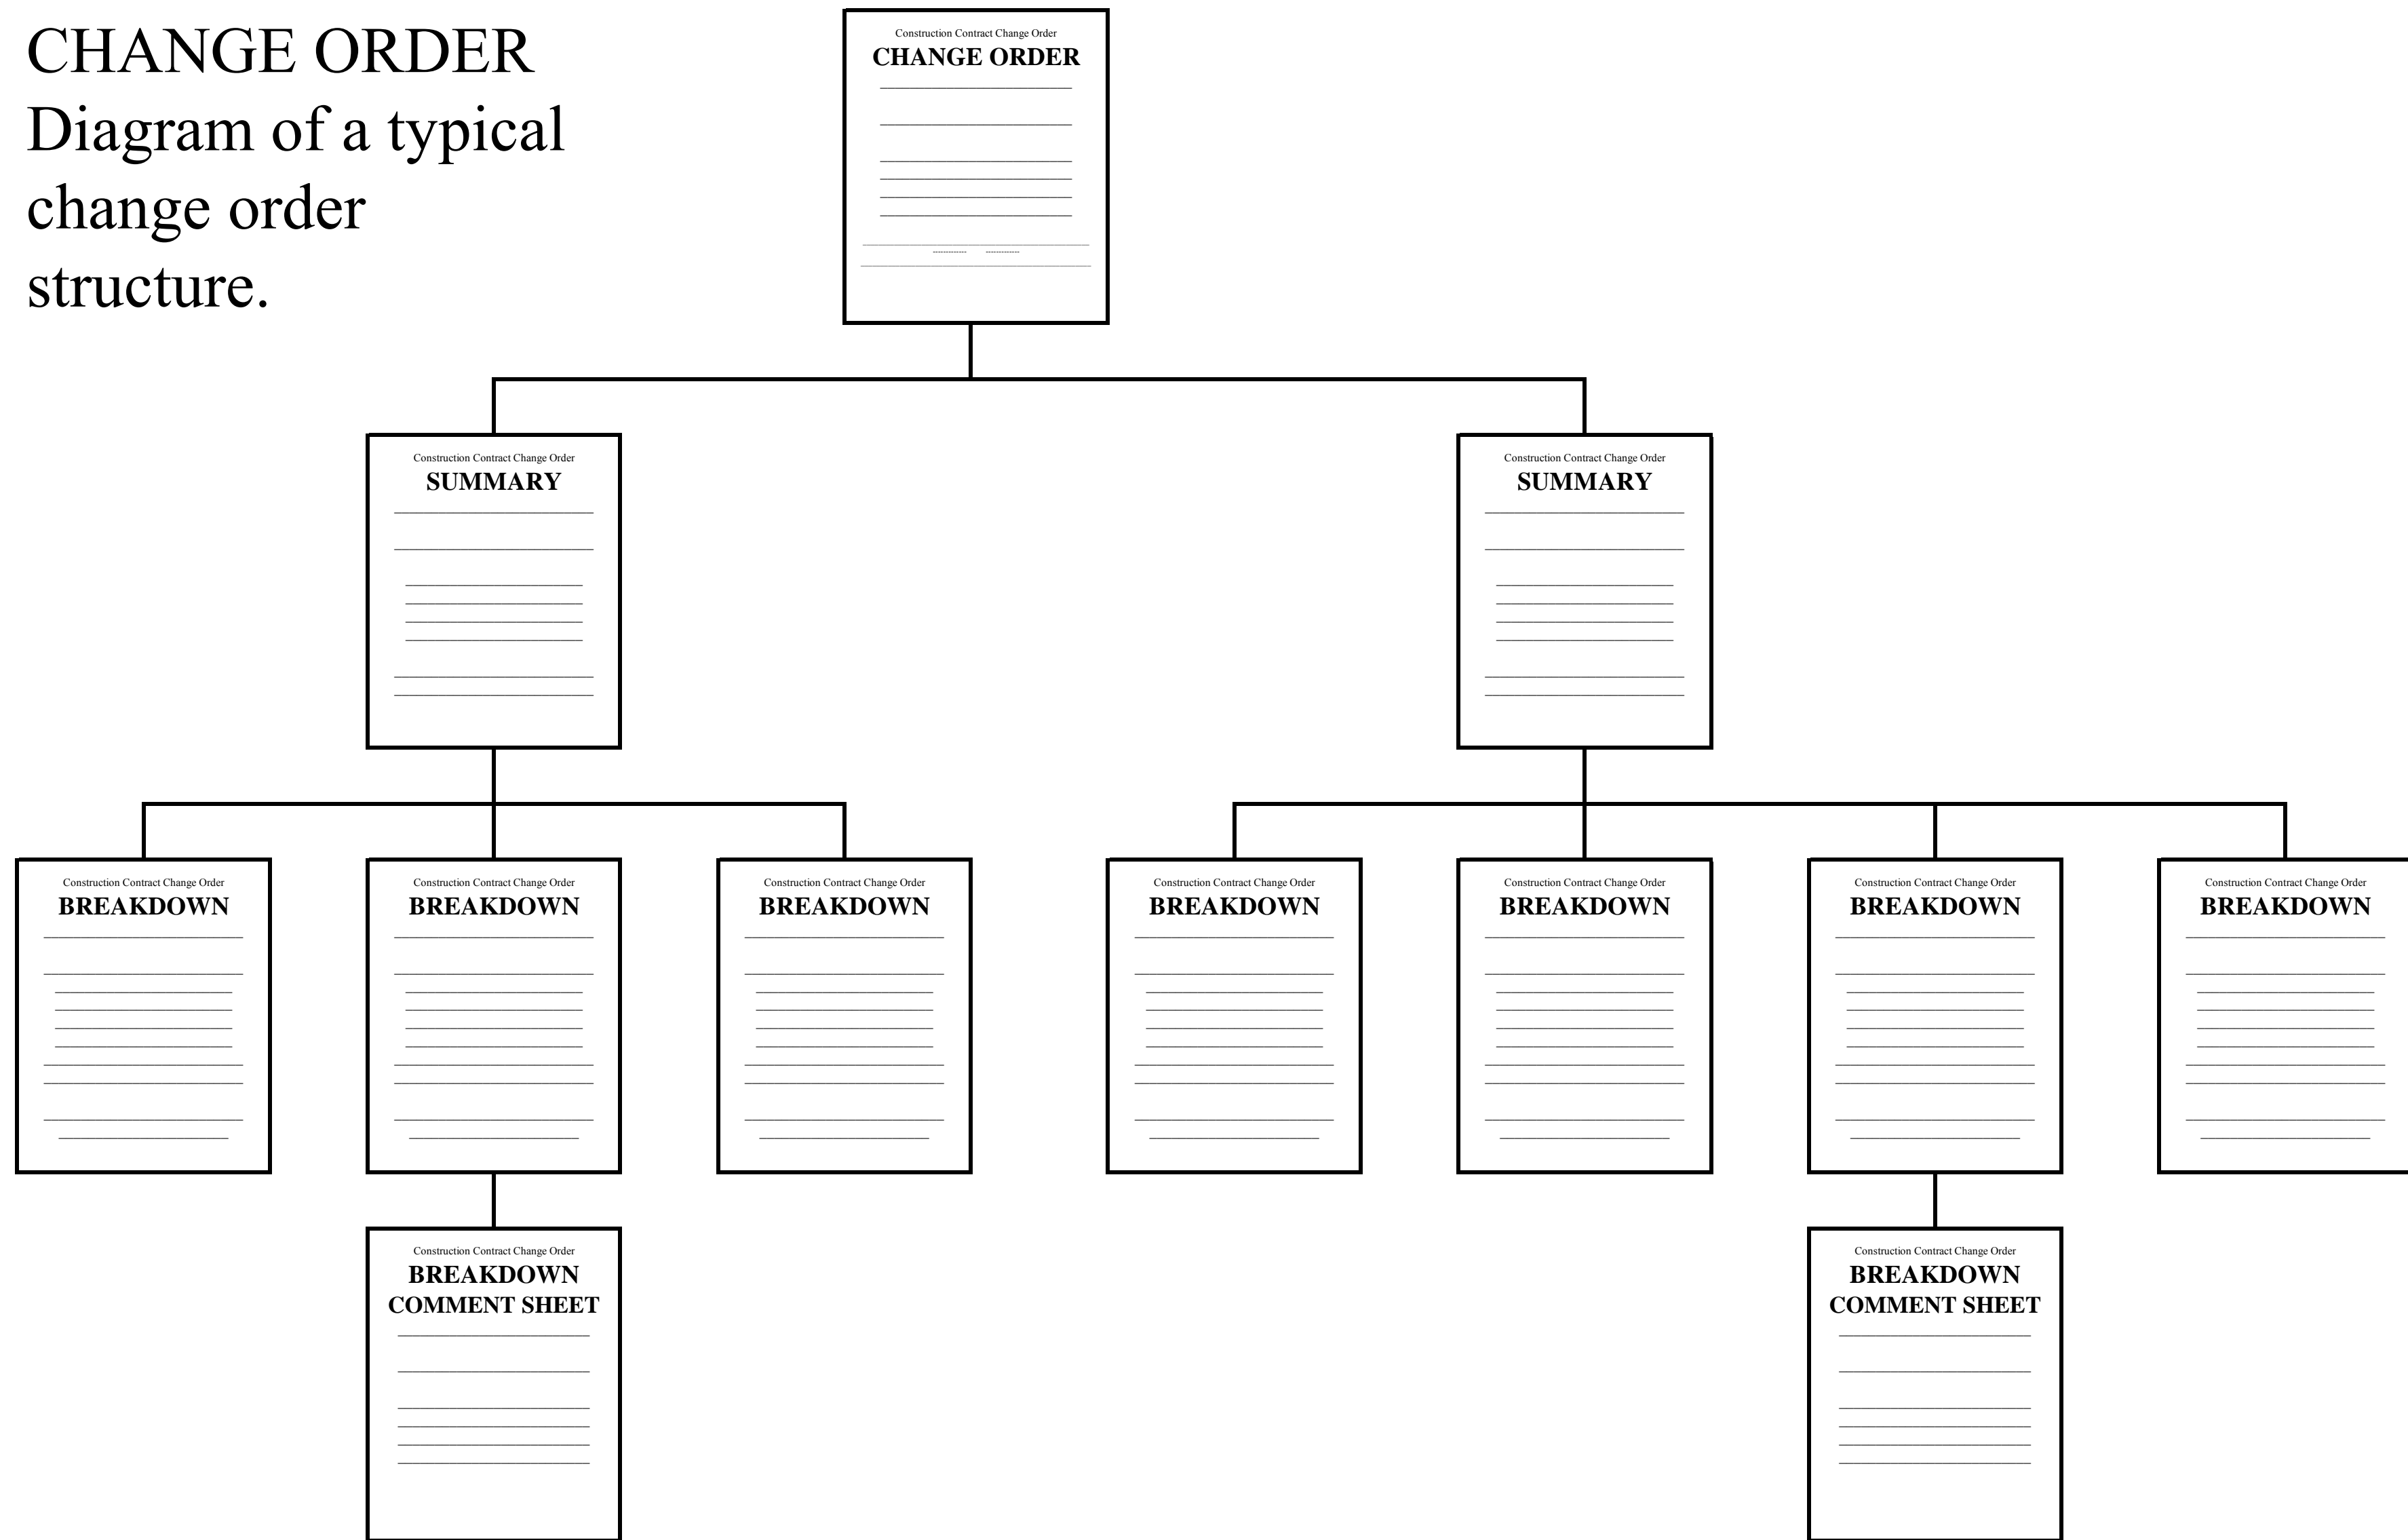 CHANGE ORDER
Diagram of a typical
change order
structure.
Construction Contract Change Order
CHANGE ORDER
Construction Contract Change Order
SUMMARY
Construction Contract Change Order
SUMMARY
Construction Contract Change Order
BREAKDOWN
Construction Contract Change Order
BREAKDOWN
Construction Contract Change Order
BREAKDOWN
Construction Contract Change Order
BREAKDOWN
Construction Contract Change Order
BREAKDOWN
Construction Contract Change Order
BREAKDOWN
Construction Contract Change Order
BREAKDOWN
Construction Contract Change Order
BREAKDOWN
COMMENT SHEET
Construction Contract Change Order
BREAKDOWN
COMMENT SHEET